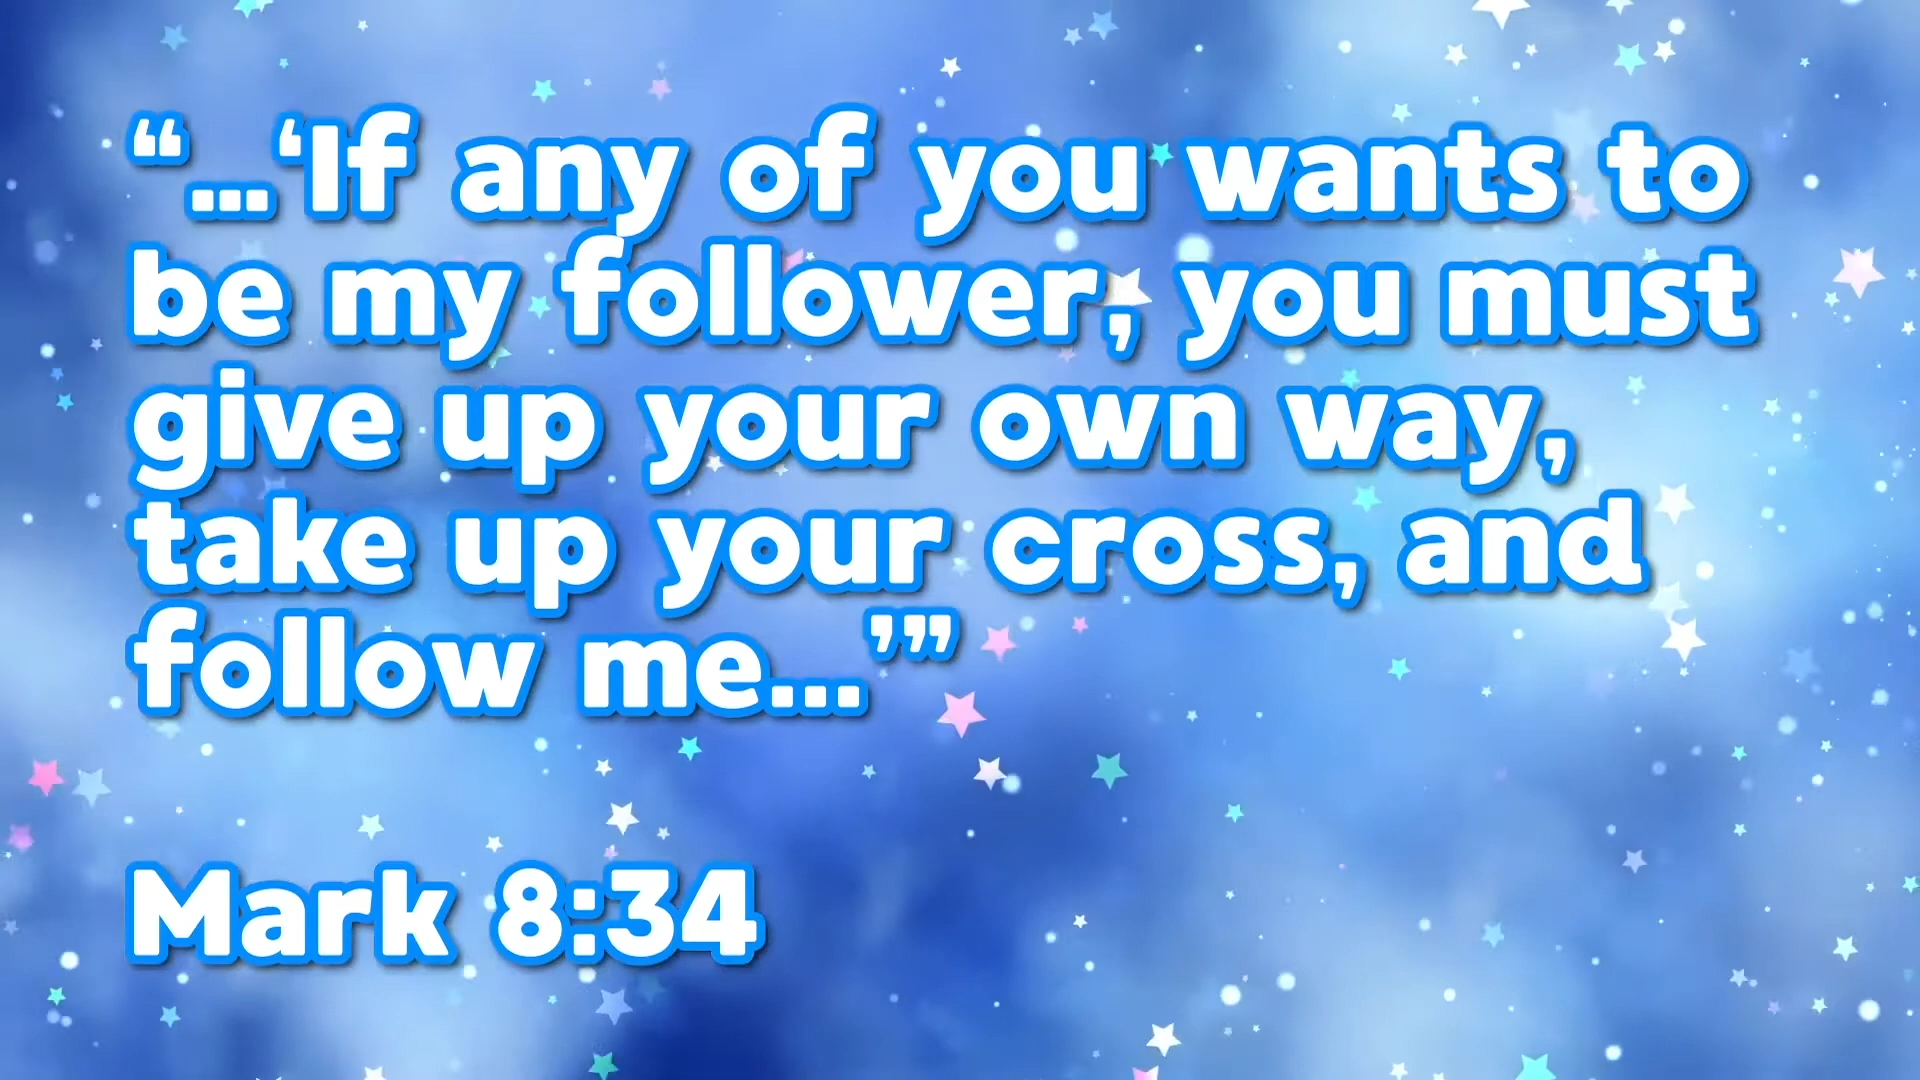 “...‘If any of you wants to
be my follower, you must
give up your own way,
take up your cross, and
follow me...’”
Mark 8:34